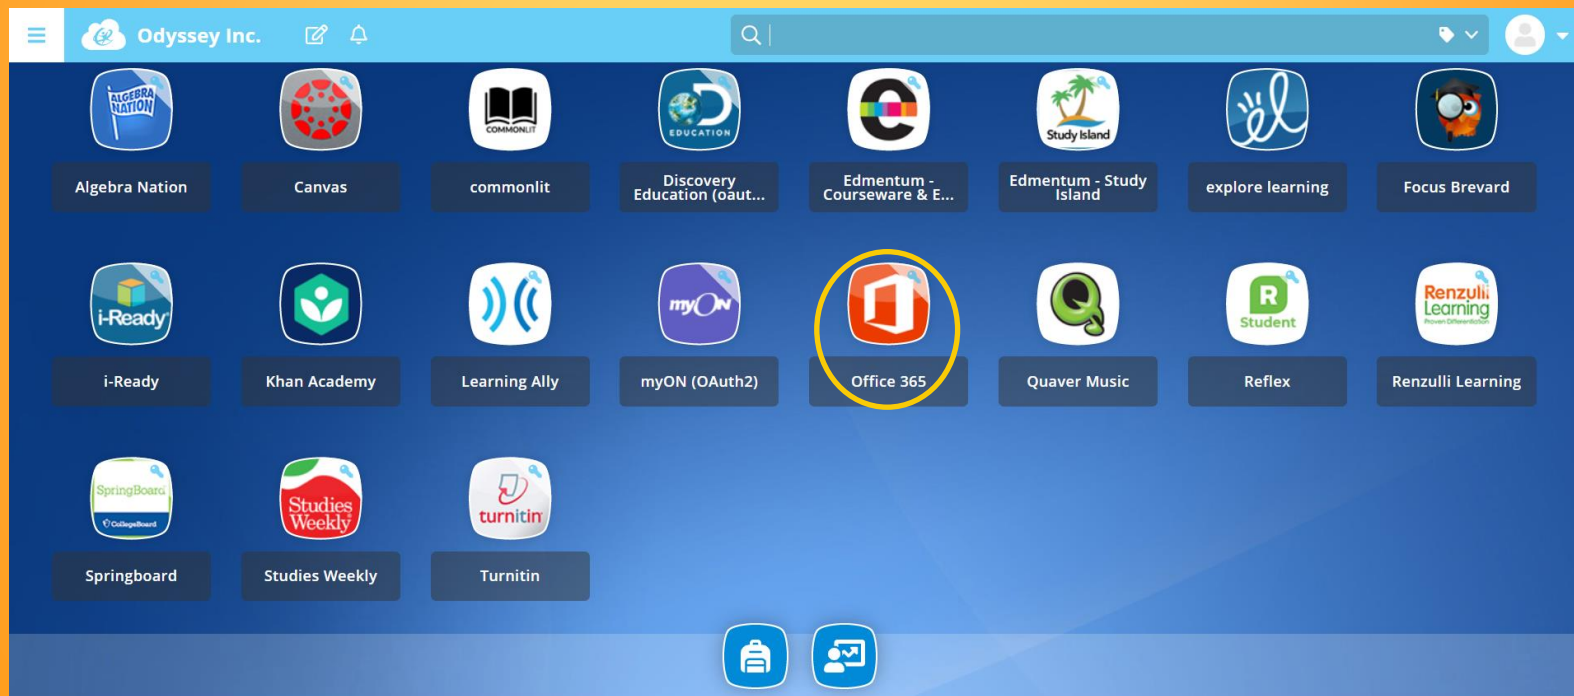 Odyssey Inc.
ALGEBRA
NATION
COMMONLIT
EDUCATION
Study Island
Algebra Nation
Canvas
commonlit
Discovery
Education (oaut...
Edmentum -
Courseware & E...
Edmentum - Study
Island
explore learning
Focus Brevard
i-Ready
myON
R
Student
Renzulli
Learning
Proven Differentiation
i-Ready
Khan Academy
Learning Ally
myON (OAuth2)
Office 365
Quaver Music
Reflex
Renzulli Learning
SpringBoard
CollegeBoard
Studies
Weekly
turnitin
Springboard
Studies Weekly
Turnitin